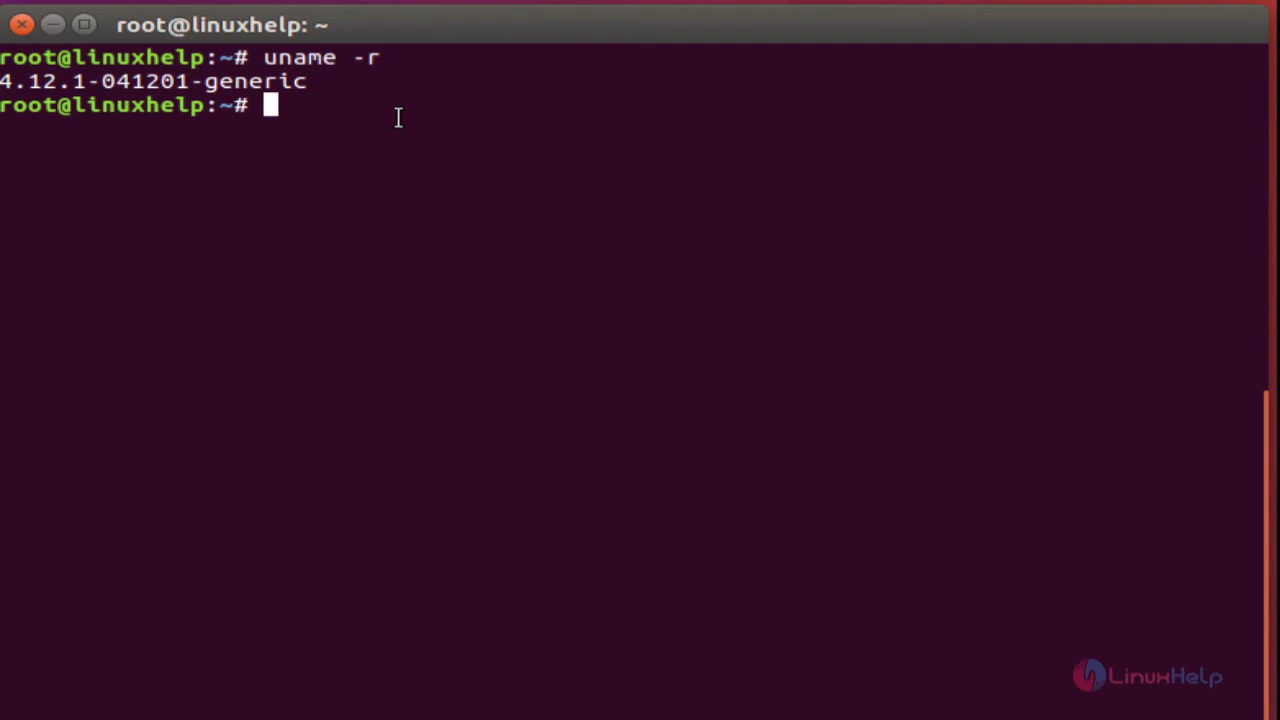 root@linuxhelp: ~
root@linuxhelp:~# uname -r
4.12.1-041201-generic
root@linuxhelp:~#
LinuxHelp